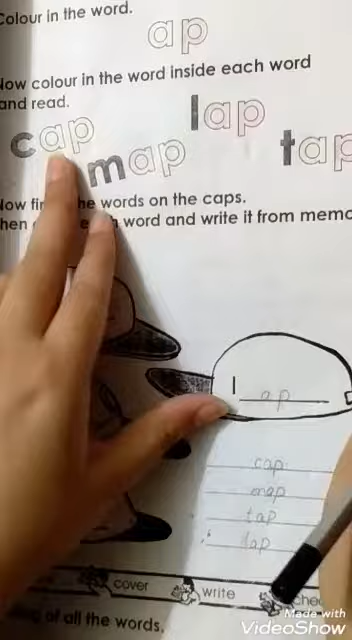 Colour in the word.
ap
Now colour in the word inside each word
and read.
cap lap
map tap
Now the words on the caps.
word and write it from memo
l ap
cap
map
tap
lap
cover write chec
of all the words.
Made with
VideoShow